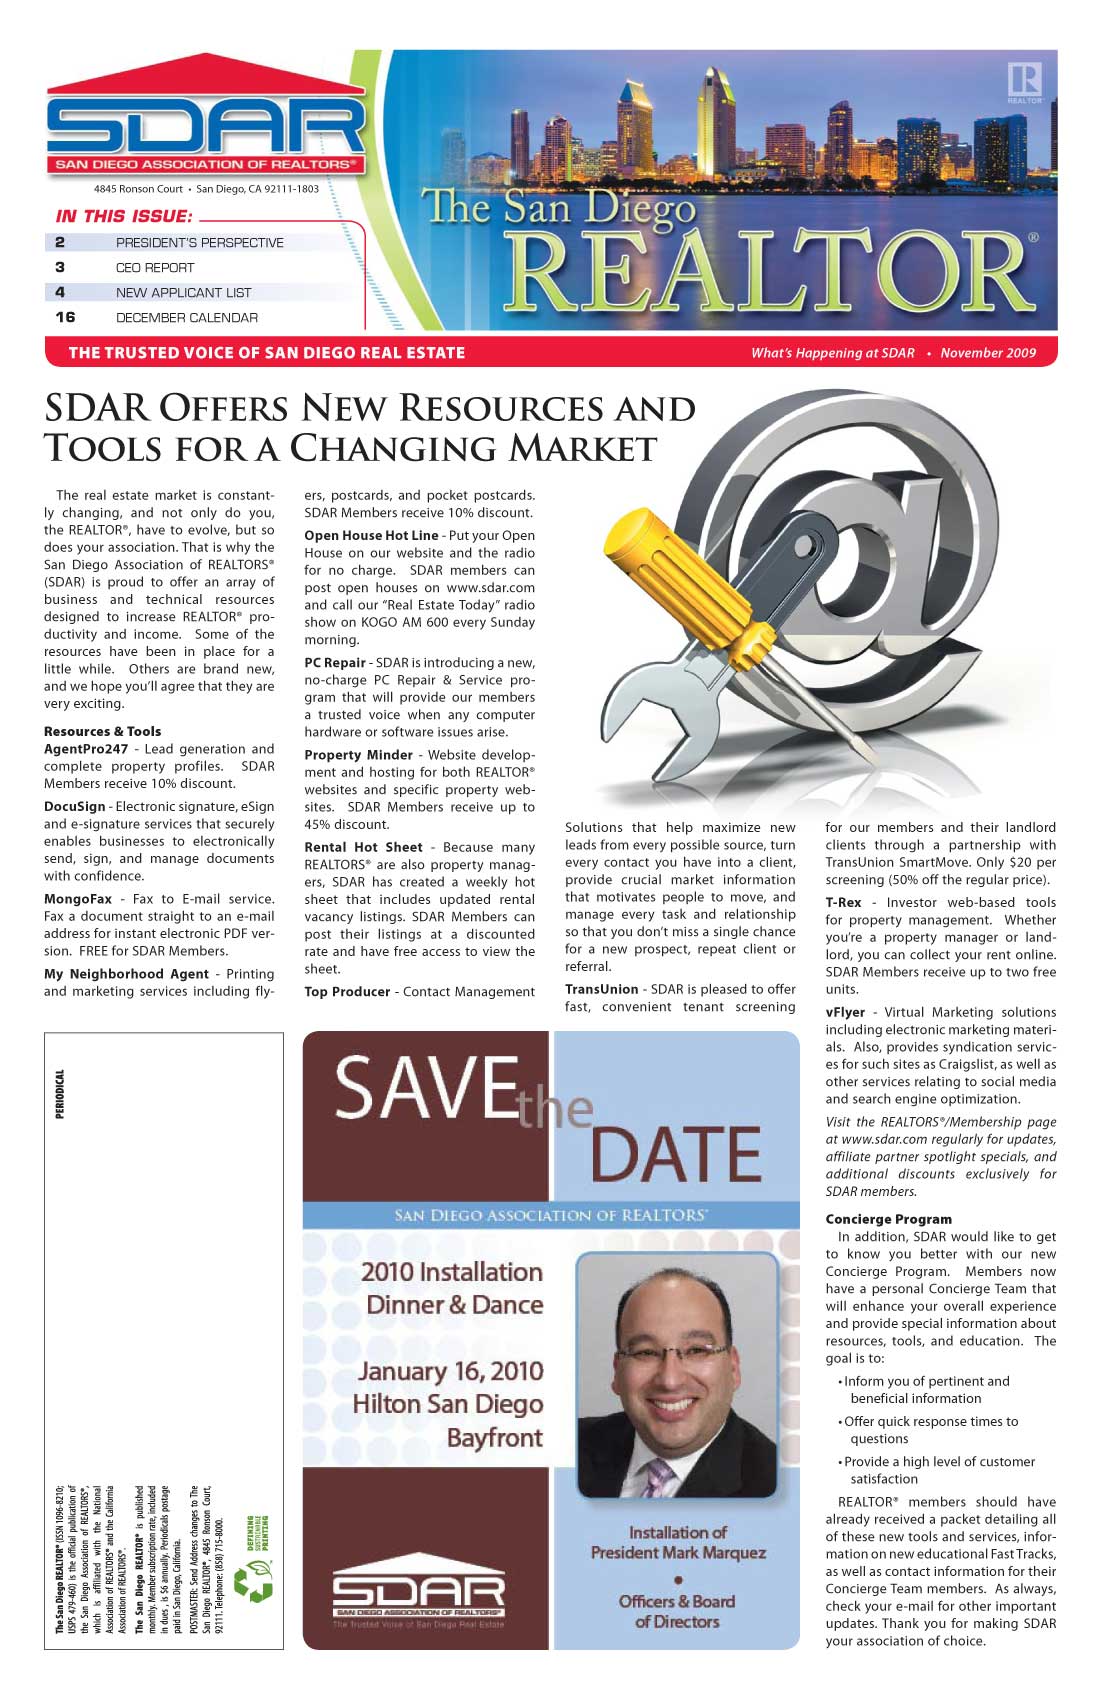 SDAR
SAN DIEGO ASSOCIATION OF REALTORS®
4845 Ronson Court • San Diego, CA 92111-1803
IN THIS ISSUE:
2 PRESIDENT'S PERSPECTIVE
3 CEO REPORT
4 NEW APPLICANT LIST
16 DECEMBER CALENDAR
R
REALTOR®
The San Diego
REALTOR®
THE TRUSTED VOICE OF SAN DIEGO REAL ESTATE
What's Happening at SDAR • November 2009
SDAR Offers New Resources and
Tools for a Changing Market
The real estate market is constant-
ly changing, and not only do you,
the REALTOR®, have to evolve, but so
does your association. That is why the
San Diego Association of REALTORS®
(SDAR) is proud to offer an array of
business and technical resources
designed to increase REALTOR® pro-
ductivity and income. Some of the
resources have been in place for a
little while. Others are brand new,
and we hope you'll agree that they are
very exciting.
Resources & Tools
AgentPro247 - Lead generation and
complete property profiles. SDAR
Members receive 10% discount.
DocuSign - Electronic signature, eSign
and e-signature services that securely
enables businesses to electronically
send, sign, and manage documents
with confidence.
MongoFax - Fax to E-mail service.
Fax a document straight to an e-mail
address for instant electronic PDF ver-
sion. FREE for SDAR Members.
My Neighborhood Agent - Printing
and marketing services including fly-
ers, postcards, and pocket postcards.
SDAR Members receive 10% discount.
Open House Hot Line - Put your Open
House on our website and the radio
for no charge. SDAR members can
post open houses on www.sdar.com
and call our "Real Estate Today" radio
show on KOGO AM 600 every Sunday
morning.
PC Repair - SDAR is introducing a new,
no-charge PC Repair & Service pro-
gram that will provide our members
a trusted voice when any computer
hardware or software issues arise.
Property Minder - Website develop-
ment and hosting for both REALTOR®
websites and specific property web-
sites. SDAR Members receive up to
45% discount.
Rental Hot Sheet - Because many
REALTORS® are also property manag-
ers, SDAR has created a weekly hot
sheet that includes updated rental
vacancy listings. SDAR Members can
post their listings at a discounted
rate and have free access to view the
sheet.
Top Producer - Contact Management
Solutions that help maximize new
leads from every possible source, turn
every contact you have into a client,
provide crucial market information
that motivates people to move, and
manage every task and relationship
so that you don't miss a single chance
for a new prospect, repeat client or
referral.
TransUnion - SDAR is pleased to offer
fast, convenient tenant screening
for our members and their landlord
clients through a partnership with
TransUnion SmartMove. Only $20 per
screening (50% off the regular price).
T-Rex - Investor web-based tools
for property management. Whether
you're a property manager or land-
lord, you can collect your rent online.
SDAR Members receive up to two free
units.
vFlyer - Virtual Marketing solutions
including electronic marketing materi-
als. Also, provides syndication servic-
es for such sites as Craigslist, as well as
other services relating to social media
and search engine optimization.
Visit the REALTORS®/Membership page
at www.sdar.com regularly for updates,
affiliate partner spotlight specials, and
additional discounts exclusively for
SDAR members.
Concierge Program
In addition, SDAR would like to get
to know you better with our new
Concierge Program. Members now
have a personal Concierge Team that
will enhance your overall experience
and provide special information about
resources, tools, and education. The
goal is to:
• Inform you of pertinent and
beneficial information
• Offer quick response times to
questions
• Provide a high level of customer
satisfaction
REALTOR® members should have
already received a packet detailing all
of these new tools and services, infor-
mation on new educational Fast Tracks,
as well as contact information for their
Concierge Team members. As always,
check your e-mail for other important
updates. Thank you for making SDAR
your association of choice.
PERIODICAL
The San Diego REALTOR® (ISSN 1096-8210;
USPS 479-460) is the official publication of
the San Diego Association of REALTORS®,
which is affiliated with the National
Association of REALTORS® and the California
Association of REALTORS®.
The San Diego REALTOR® is published
monthly. Member subscription rate, included
in dues, is $6 annually. Periodicals postage
paid in San Diego, California.
POSTMASTER: Send Address changes to The
San Diego REALTOR®, 4845 Ronson Court,
92111. Telephone: (858) 715-8000.
DEFINING
SUSTAINABLE
PRINTING
SAVE
the
DATE
San Diego Association of REALTORS®
2010 Installation
Dinner & Dance
January 16, 2010
Hilton San Diego
Bayfront
SDAR
SAN DIEGO ASSOCIATION OF REALTORS®
The Trusted Voice of San Diego Real Estate
Installation of
President Mark Marquez
•
Officers & Board
of Directors